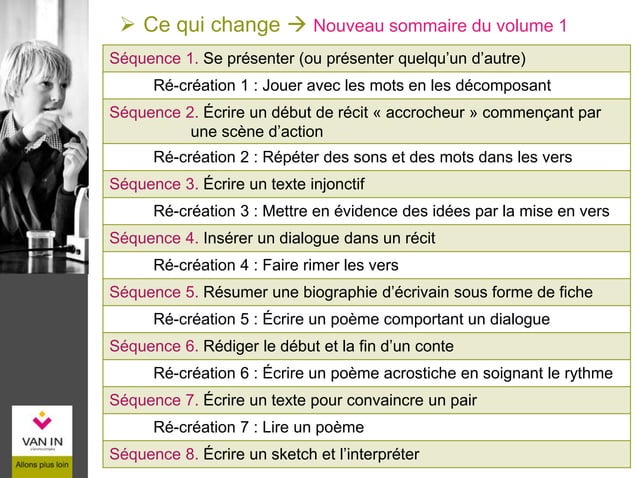 ➢ Ce qui change → Nouveau sommaire du volume 1
Séquence 1. Se présenter (ou présenter quelqu’un d’autre)
Ré-création 1 : Jouer avec les mots en les décomposant
Séquence 2. Écrire un début de récit « accrocheur » commençant par
une scène d’action
Ré-création 2 : Répéter des sons et des mots dans les vers
Séquence 3. Écrire un texte injonctif
Ré-création 3 : Mettre en évidence des idées par la mise en vers
Séquence 4. Insérer un dialogue dans un récit
Ré-création 4 : Faire rimer les vers
Séquence 5. Résumer une biographie d’écrivain sous forme de fiche
Ré-création 5 : Écrire un poème comportant un dialogue
Séquence 6. Rédiger le début et la fin d’un conte
Ré-création 6 : Écrire un poème acrostiche en soignant le rythme
Séquence 7. Écrire un texte pour convaincre un pair
Ré-création 7 : Lire un poème
Séquence 8. Écrire un sketch et l’interpréter
VAN IN
Allons plus loin